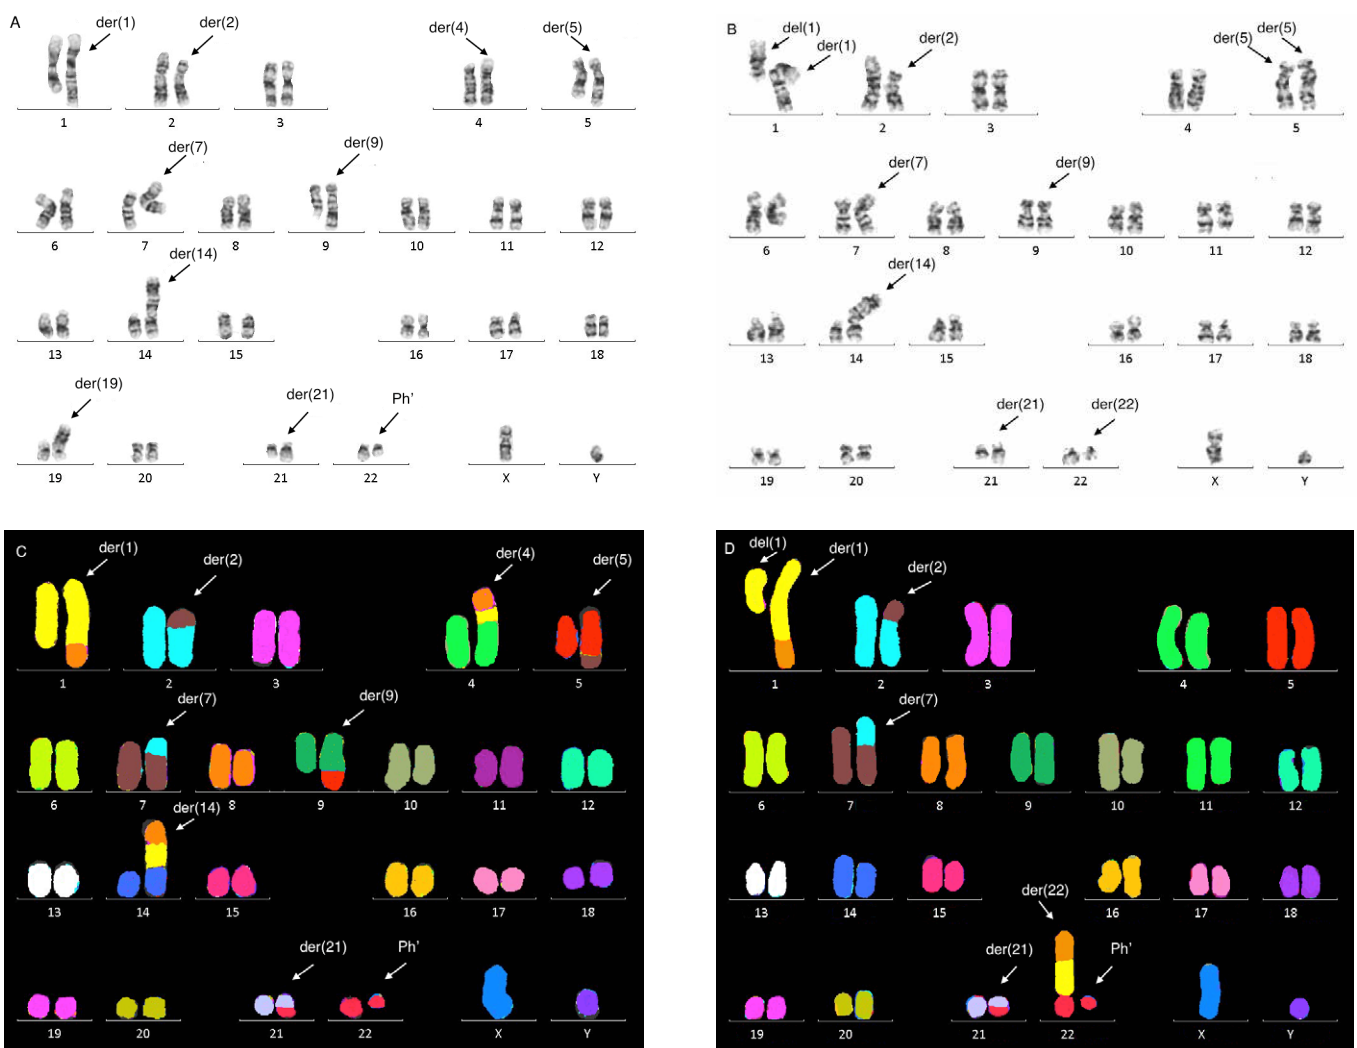 A
der(1)
der(2)
der(4)
der(5)
1
2
3
4
5
der(7)
der(9)
6
7
8
9
10
11
12
der(14)
13
14
15
16
17
18
der(19)
der(21)
Ph'
19
20
21
22
X
Y
B
del(1)
der(1)
der(2)
der(5)
der(5)
1
2
3
4
5
der(7)
der(9)
6
7
8
9
10
11
12
der(14)
13
14
15
16
17
18
der(21)
der(22)
19
20
21
22
X
Y
C
der(1)
der(2)
der(4)
der(5)
1
2
3
4
5
der(7)
der(9)
6
7
8
9
10
11
12
der(14)
13
14
15
16
17
18
der(21)
Ph'
19
20
21
22
X
Y
D
del(1)
der(1)
der(2)
1
2
3
4
5
der(7)
6
7
8
9
10
11
12
13
14
15
16
17
18
der(22)
der(21)
Ph'
19
20
21
22
X
Y